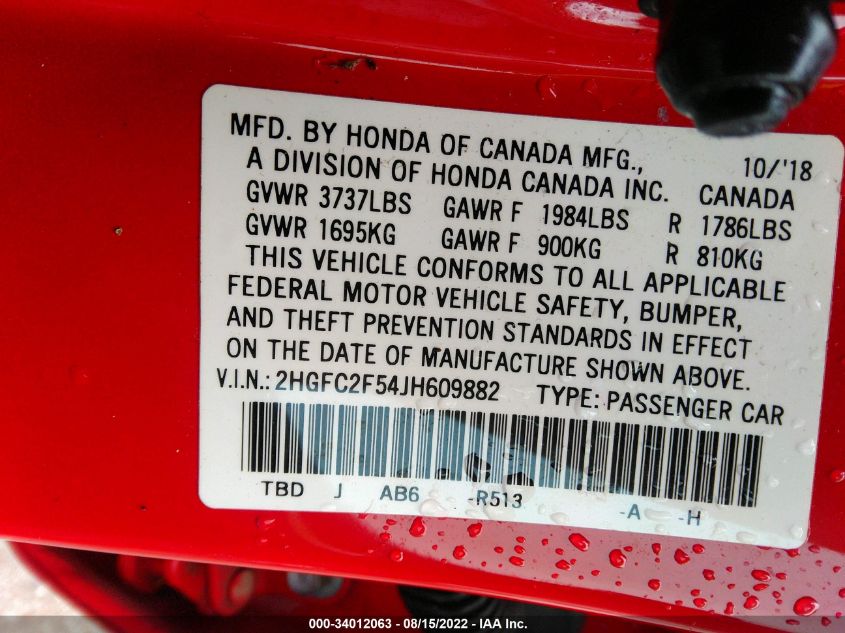 MFD. BY HONDA OF CANADA MFG., 10/'18
A DIVISION OF HONDA CANADA INC. CANADA
GVWR 3737LBS GAWR F 1984LBS R 1786LBS
GVWR 1695KG GAWR F 900KG R 810KG
THIS VEHICLE CONFORMS TO ALL APPLICABLE
FEDERAL MOTOR VEHICLE SAFETY, BUMPER,
AND THEFT PREVENTION STANDARDS IN EFFECT
ON THE DATE OF MANUFACTURE SHOWN ABOVE.
V.I.N.: 2HGFC2F54JH609882 TYPE: PASSENGER CAR
TBD J AB6 -R513 -A -H
000-34012063 - 08/15/2022 - IAA Inc.